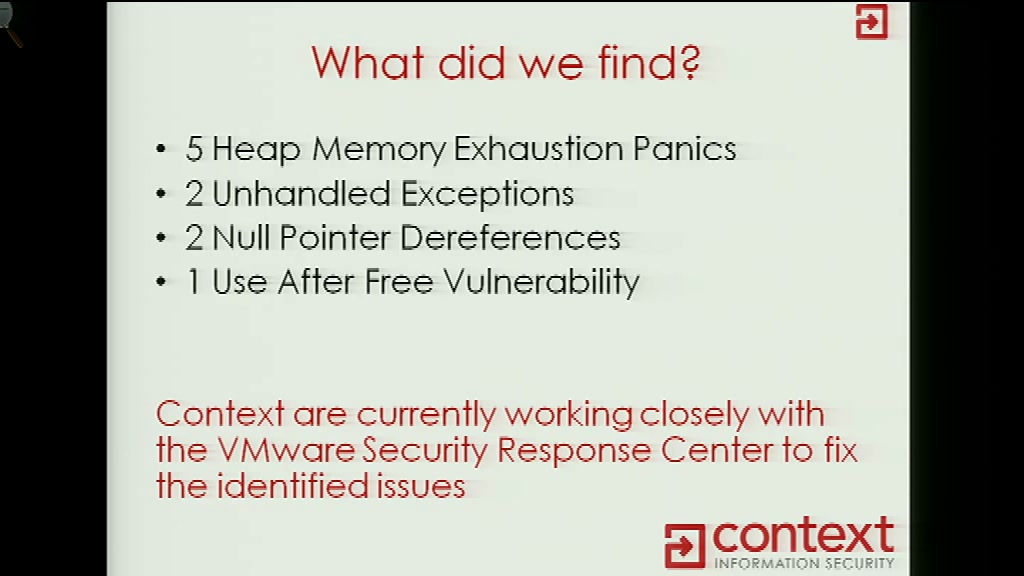 What did we find?
• 5 Heap Memory Exhaustion Panics
• 2 Unhandled Exceptions
• 2 Null Pointer Dereferences
• 1 Use After Free Vulnerability
Context are currently working closely with
the VMware Security Response Center to fix
the identified issues
context
INFORMATION SECURITY